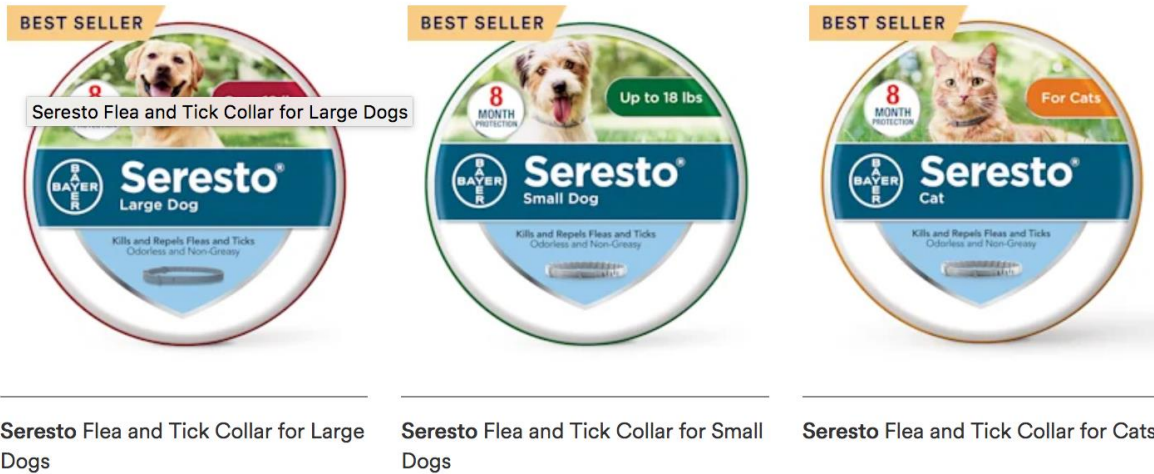 BEST SELLER
8
Seresto Flea and Tick Collar for Large Dogs
BAYER
BAYER
Seresto®
Large Dog
Kills and Repels Fleas and Ticks
Odorless and Non-Greasy
Seresto Flea and Tick Collar for Large
Dogs
BEST SELLER
8
MONTH
PROTECTION
Up to 18 lbs
BAYER
BAYER
Seresto®
Small Dog
Kills and Repels Fleas and Ticks
Odorless and Non-Greasy
Seresto Flea and Tick Collar for Small
Dogs
BEST SELLER
8
MONTH
PROTECTION
For Cats
BAYER
BAYER
Seresto®
Cat
Kills and Repels Fleas and Ticks
Odorless and Non-Greasy
Seresto Flea and Tick Collar for Cats